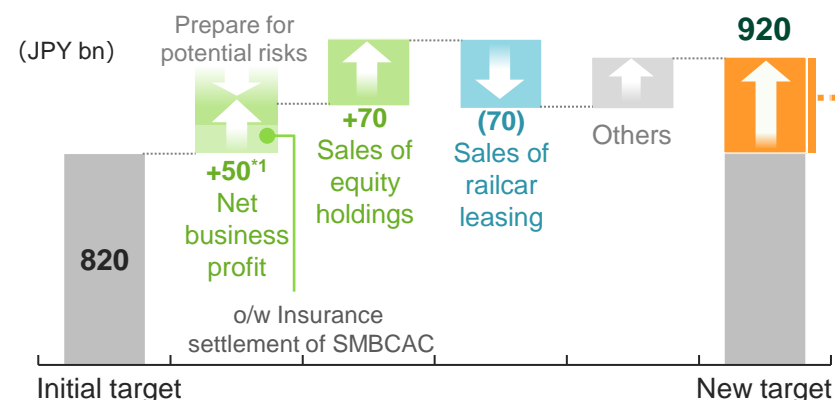 (JPY bn)
Prepare for
potential risks
920
+50*1
Net
business
profit
+70
Sales of
equity
holdings
(70)
Sales of
railcar
leasing
Others
820
o/w Insurance
settlement of SMBCAC
Initial target
New target